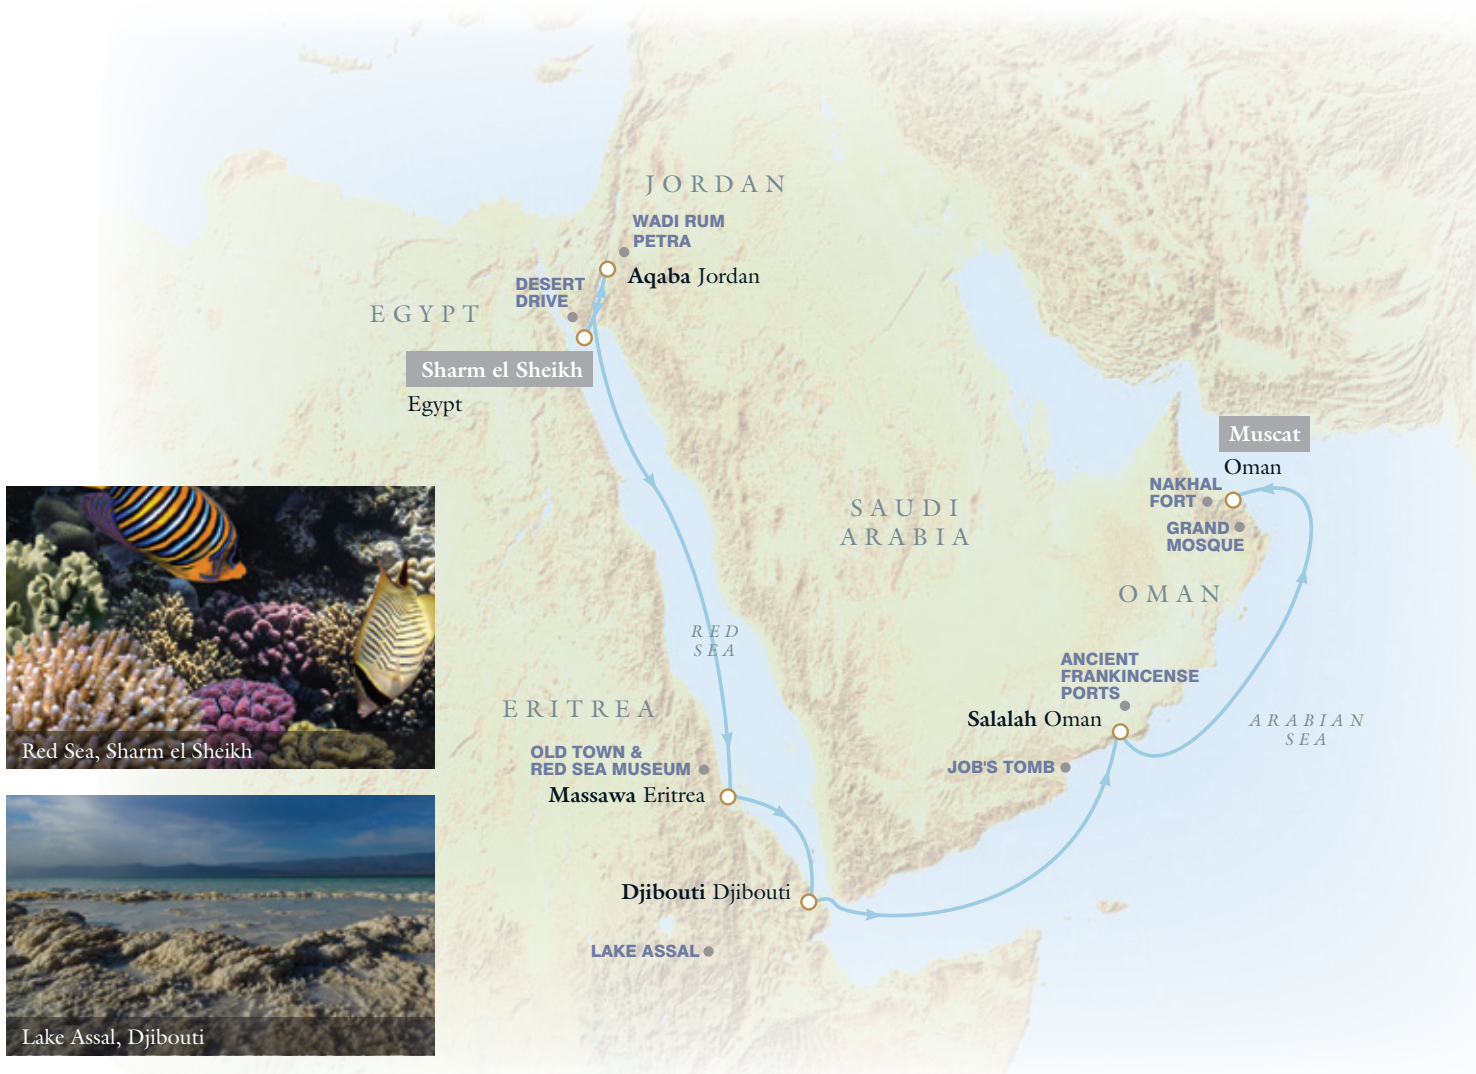 JORDAN
WADI RUM
PETRA
Aqaba Jordan
DESERT
DRIVE
EGYPT
Sharm el Sheikh
Egypt
Muscat
Oman
NAKHAL
FORT
GRAND
MOSQUE
SAUDI
ARABIA
OMAN
RED
SEA
ANCIENT
FRANKINCENSE
PORTS
Salalah Oman
ARABIAN
SEA
ERITREA
OLD TOWN &
RED SEA MUSEUM
Massawa Eritrea
JOB'S TOMB
Djibouti Djibouti
LAKE ASSAL
Red Sea, Sharm el Sheikh
Lake Assal, Djibouti